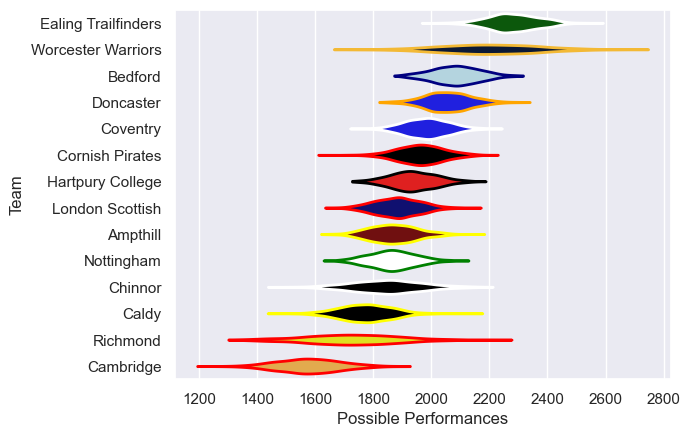 Ealing Trailfinders
Worcester Warriors
Bedford
Doncaster
Coventry
Cornish Pirates
Hartpury College
London Scottish
Ampthill
Nottingham
Chinnor
Caldy
Richmond
Cambridge
Team
1200 1400 1600 1800 2000 2200 2400 2600 2800
Possible Performances